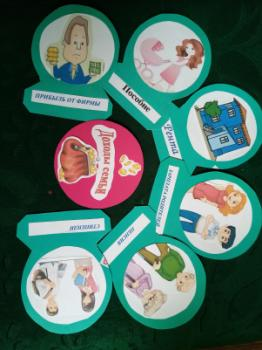 ПРИБЫЛЬ ОТ ФИРМЫ
Пособие
Рента
Доходы семьи
СТИПЕНДИЯ
ПЕНСИЯ